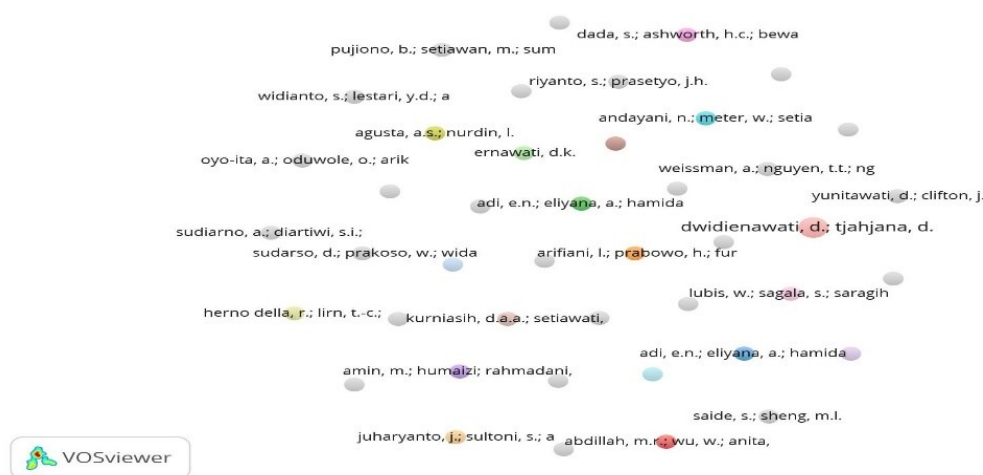 dada, s.; ashworth, h.c.; bewa
pujiono, b.; setiawan, m.; sum
riyanto, s.; prasetyo, j.h.
widianto, s.; lestari, y.d.; a
andayani, n.; meter, w.; setia
agusta, a.s.; nurdin, l.
ernawati, d.k.
oyo-ita, a.; oduwole, o.; arik
weissman, a.; nguyen, t.t.; ng
yunitawati, d.; clifton, j.
adi, e.n.; eliyana, a.; hamida
dwidienawati, d.; tjahjana, d.
sudiarno, a.; diartiwi, s.i.;
sudarso, d.; prakoso, w.; wida
arifiani, l.; prabowo, h.; fur
lubis, w.; sagala, s.; saragih
herno della, r.; lirn, t.-c.;
kurniasih, d.a.a.; setiawati,
adi, e.n.; eliyana, a.; hamida
amin, m.; humaizi; rahmadani,
saide, s.; sheng, m.l.
juharyanto, j.; sultoni, s.; a
abdillah, m.r.; wu, w.; anita,
VOSviewer